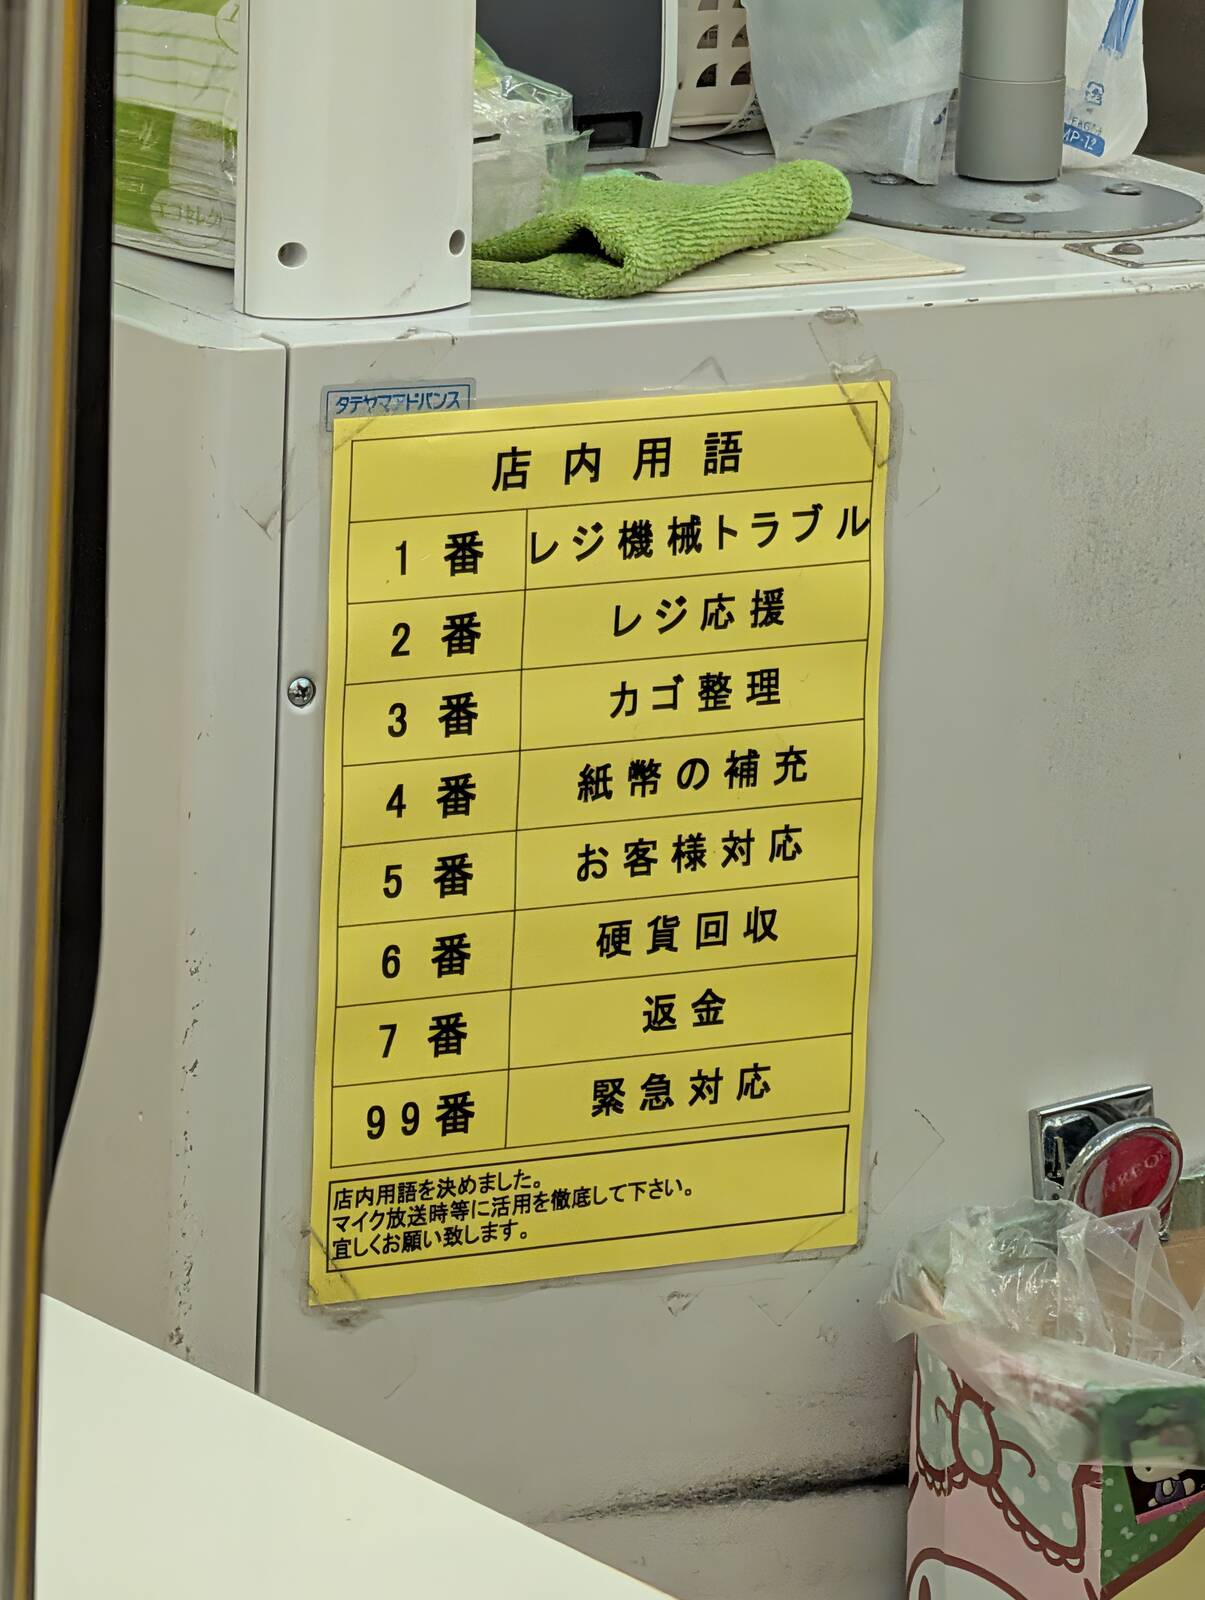 MP-12
タテヤマアドバンス
店内用語
1番 レジ機械トラブル
2番 レジ応援
3番 カゴ整理
4番 紙幣の補充
5番 お客様対応
6番 硬貨回収
7番 返金
99番 緊急対応
店内用語を決めました。
マイク放送時等に活用を徹底して下さい。
宜しくお願い致します。